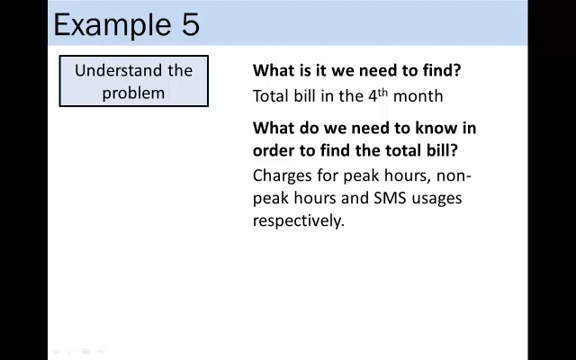 Example 5
Understand the
problem
What is it we need to find?
Total bill in the 4th month
What do we need to know in
order to find the total bill?
Charges for peak hours, non-
peak hours and SMS usages
respectively.